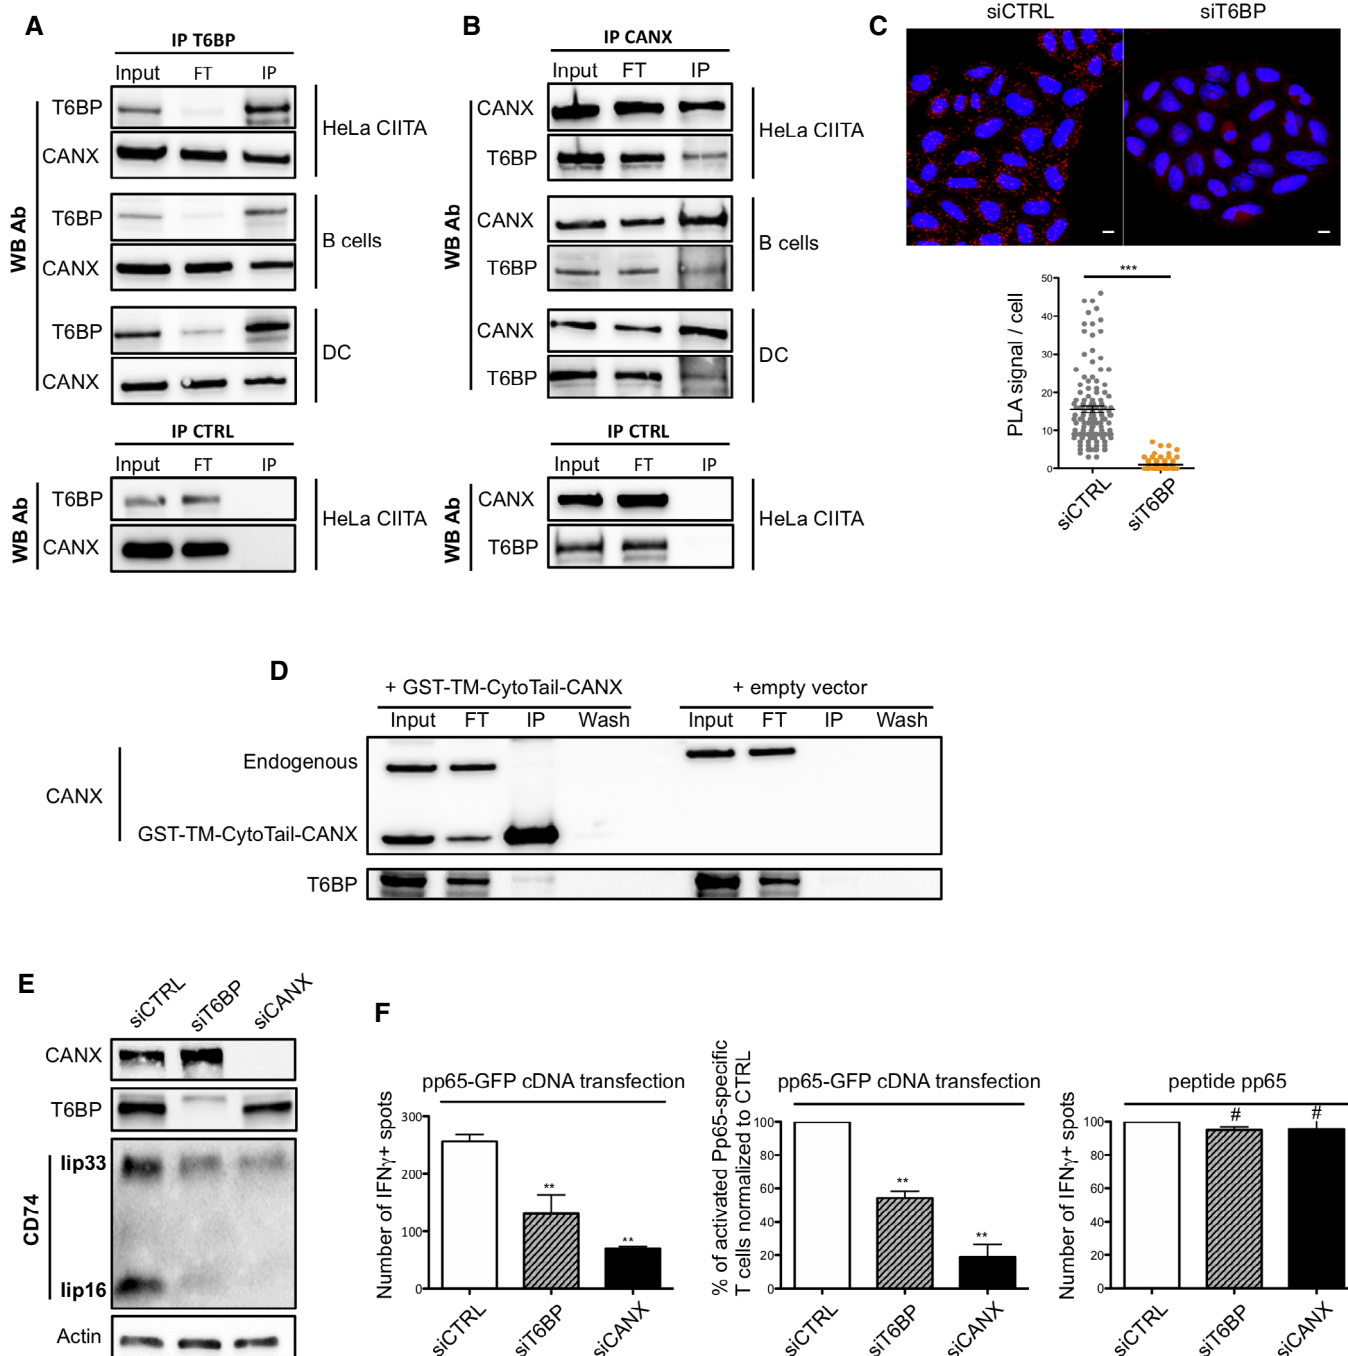 A
IP T6BP
Input FT IP
WB Ab
T6BP
CANX
HeLa CIITA
T6BP
CANX
B cells
T6BP
CANX
DC
IP CTRL
Input FT IP
WB Ab
T6BP
CANX
HeLa CIITA
B
IP CANX
Input FT IP
WB Ab
CANX
T6BP
HeLa CIITA
CANX
T6BP
B cells
CANX
T6BP
DC
IP CTRL
Input FT IP
WB Ab
CANX
T6BP
HeLa CIITA
C
siCTRL siT6BP
PLA signal / cell
50
40
30
20
10
0
***
siCTRL siT6BP
D
+ GST-TM-CytoTail-CANX + empty vector
Input FT IP Wash Input FT IP Wash
CANX
Endogenous
GST-TM-CytoTail-CANX
T6BP
E
siCTRL siT6BP siCANX
CANX
T6BP
CD74
Iip33
Iip16
Actin
F
pp65-GFP cDNA transfection
Number of IFNγ+ spots
300
200
100
0
**
**
siCTRL siT6BP siCANX
pp65-GFP cDNA transfection
% of activated Pp65-specific
T cells normalized to CTRL
100
80
60
40
20
0
**
**
siCTRL siT6BP siCANX
peptide pp65
Number of IFNγ+ spots
100
80
60
40
20
0
# #
siCTRL siT6BP siCANX